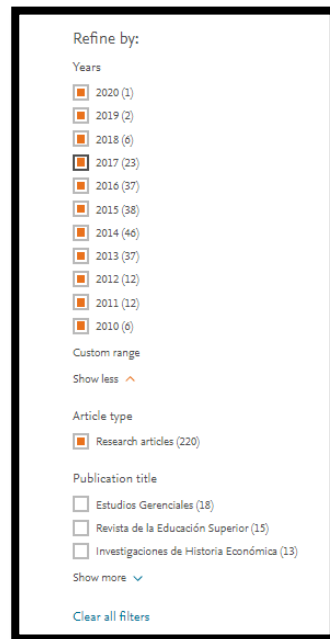 Refine by:
Years
2020 (1)
2019 (2)
2018 (6)
2017 (23)
2016 (37)
2015 (38)
2014 (46)
2013 (37)
2012 (12)
2011 (12)
2010 (6)
Custom range
Show less
Article type
Research articles (220)
Publication title
Estudios Gerenciales (18)
Revista de la Educación Superior (15)
Investigaciones de Historia Económica (13)
Show more
Clear all filters